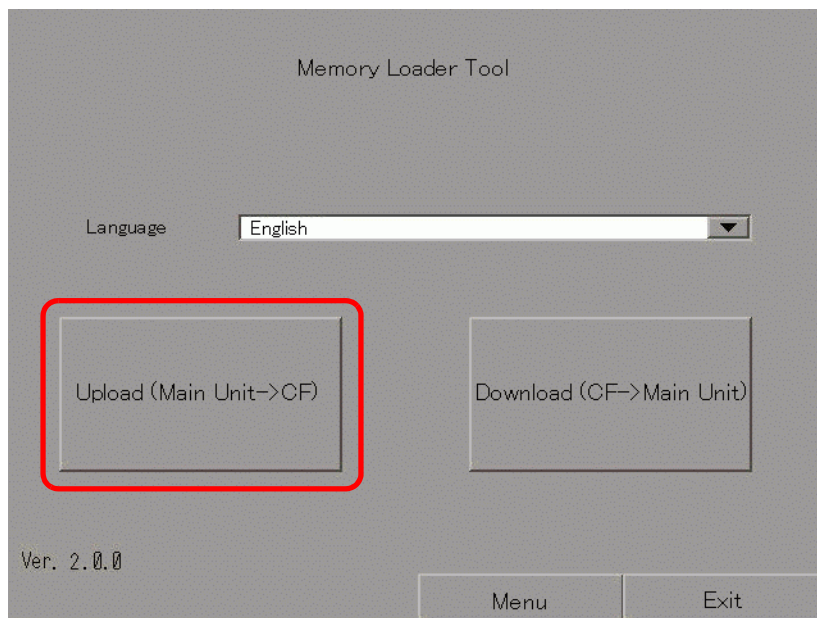 Memory Loader Tool
Language English
Upload (Main Unit->CF) Download (CF->Main Unit)
Ver. 2.0.0
Menu Exit